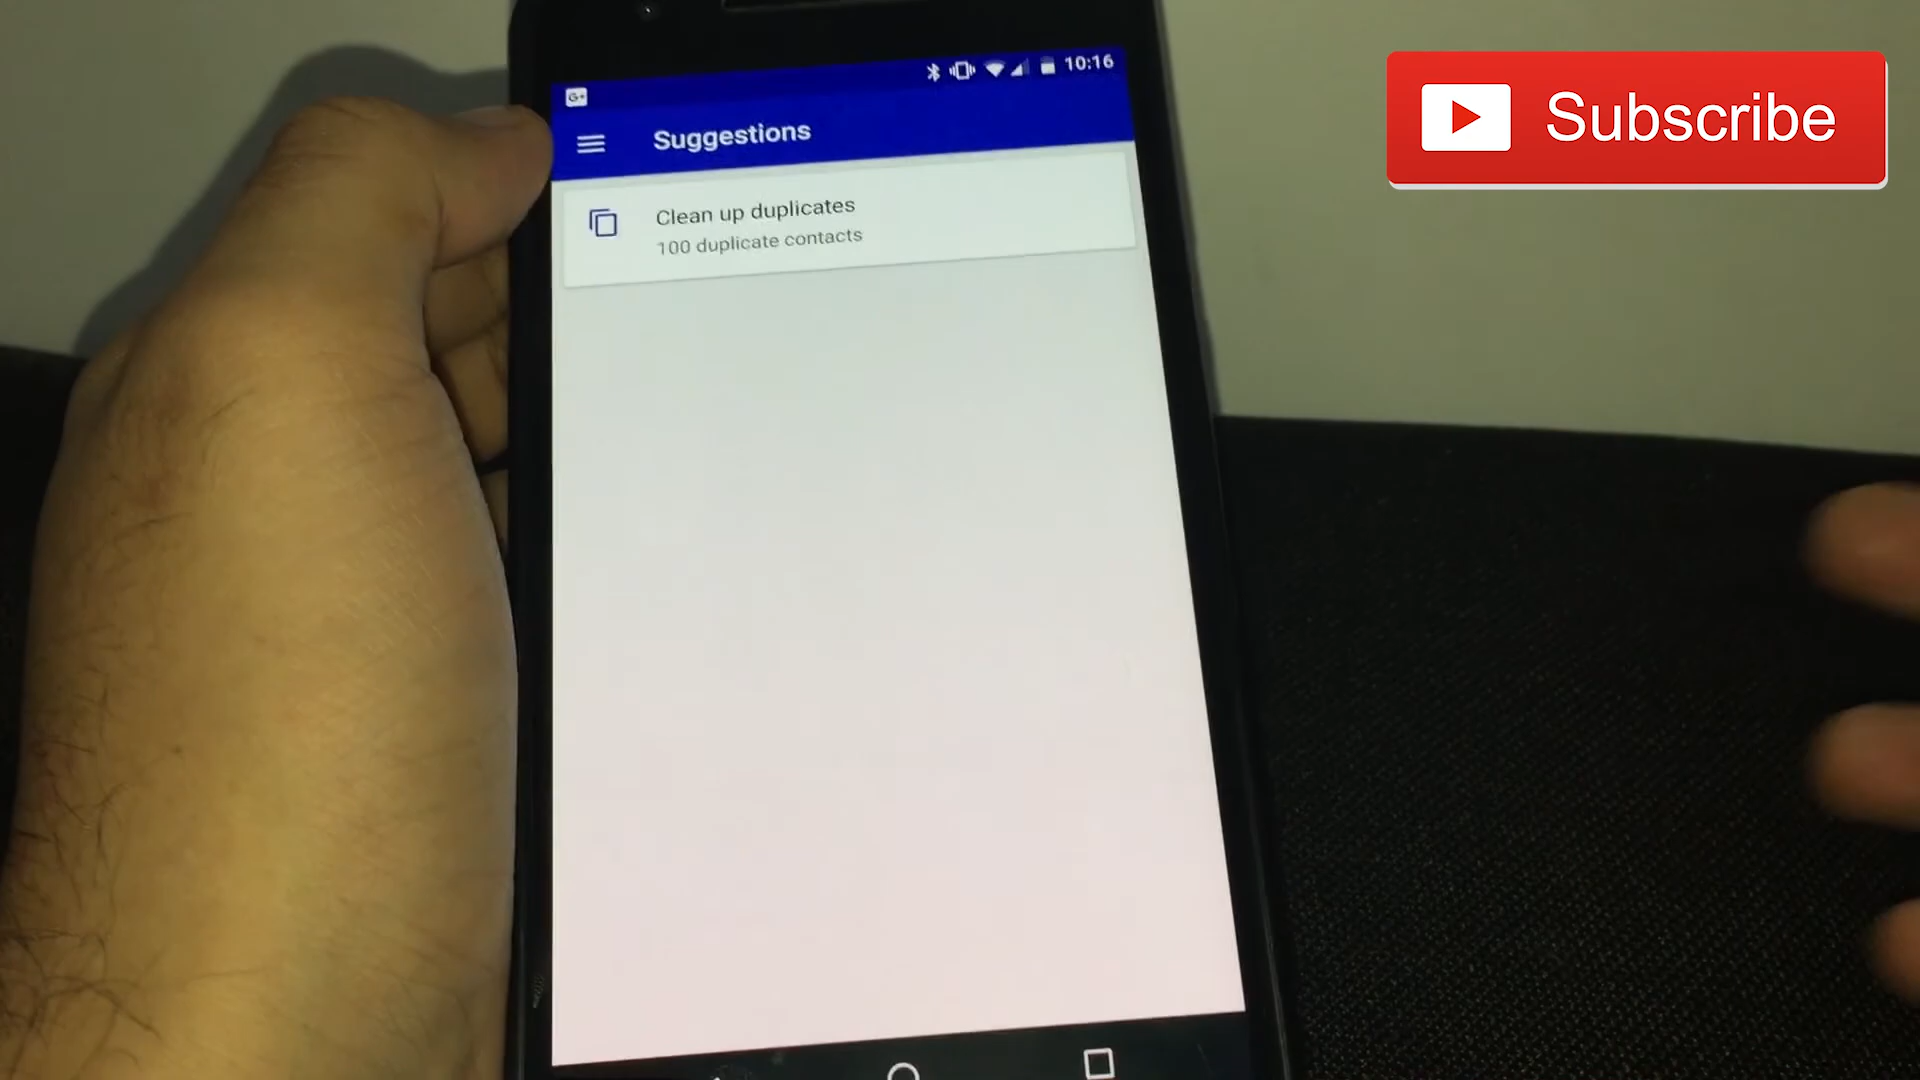 G+
10:16
Suggestions
Clean up duplicates
100 duplicate contacts
Subscribe